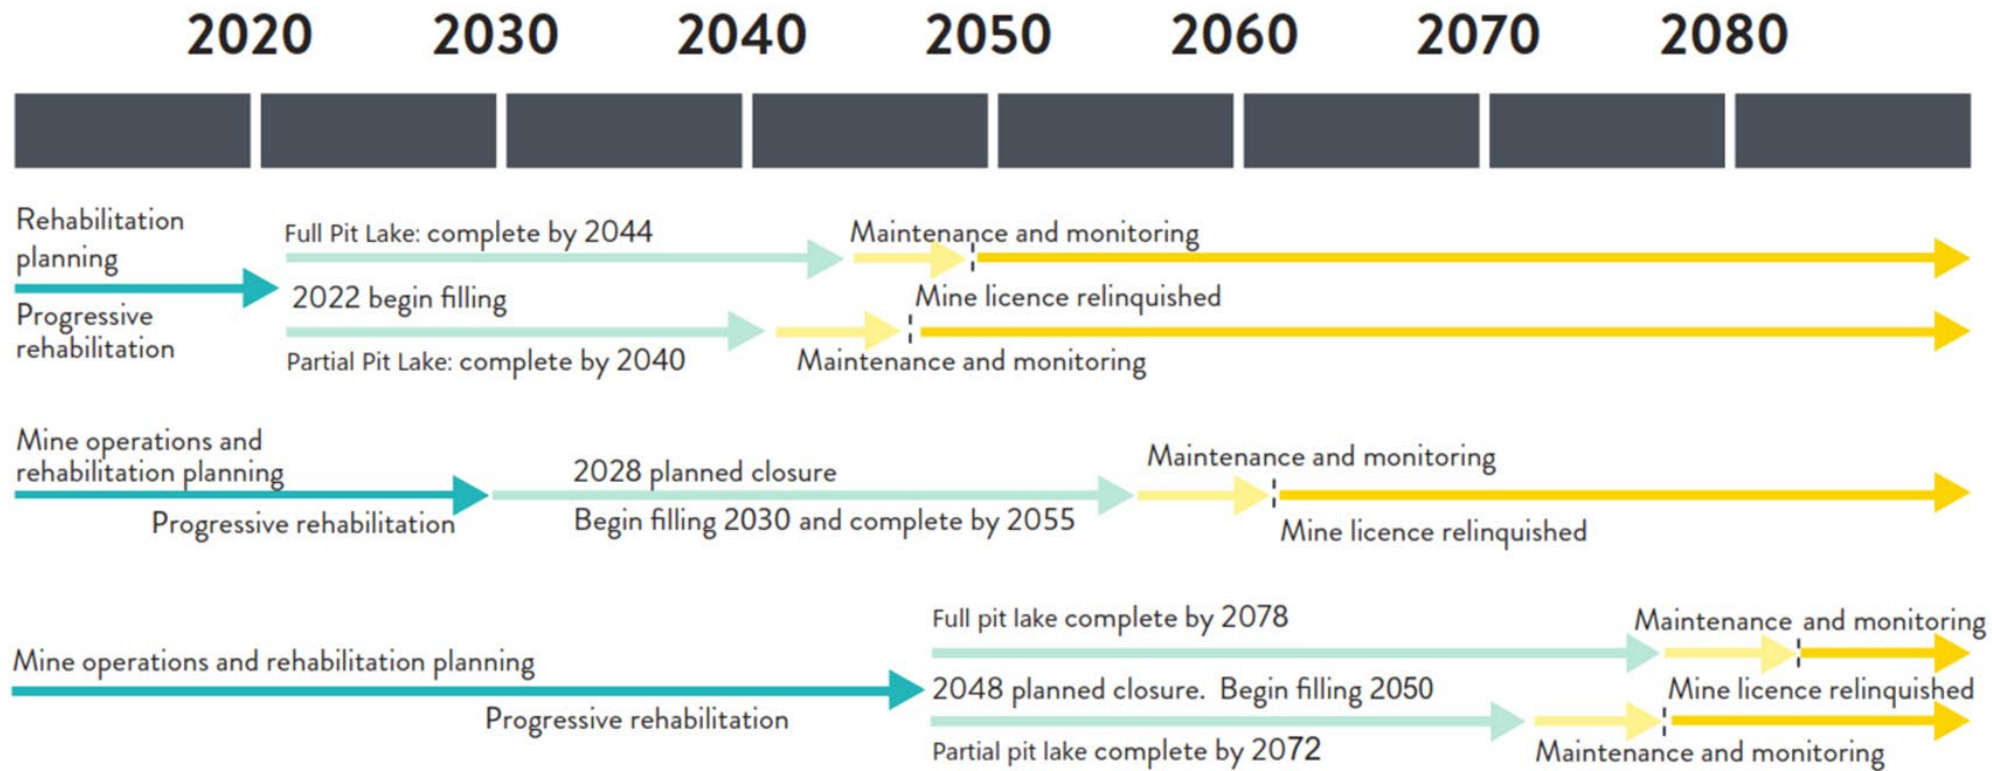 2020 2030 2040 2050 2060 2070 2080
Rehabilitation
planning
Progressive
rehabilitation
Full Pit Lake: complete by 2044
Maintenance and monitoring
2022 begin filling
Mine licence relinquished
Partial Pit Lake: complete by 2040
Maintenance and monitoring
Mine operations and
rehabilitation planning
Progressive rehabilitation
2028 planned closure
Begin filling 2030 and complete by 2055
Maintenance and monitoring
Mine licence relinquished
Mine operations and rehabilitation planning
Progressive rehabilitation
Full pit lake complete by 2078
Maintenance and monitoring
2048 planned closure. Begin filling 2050
Mine licence relinquished
Partial pit lake complete by 2072
Maintenance and monitoring